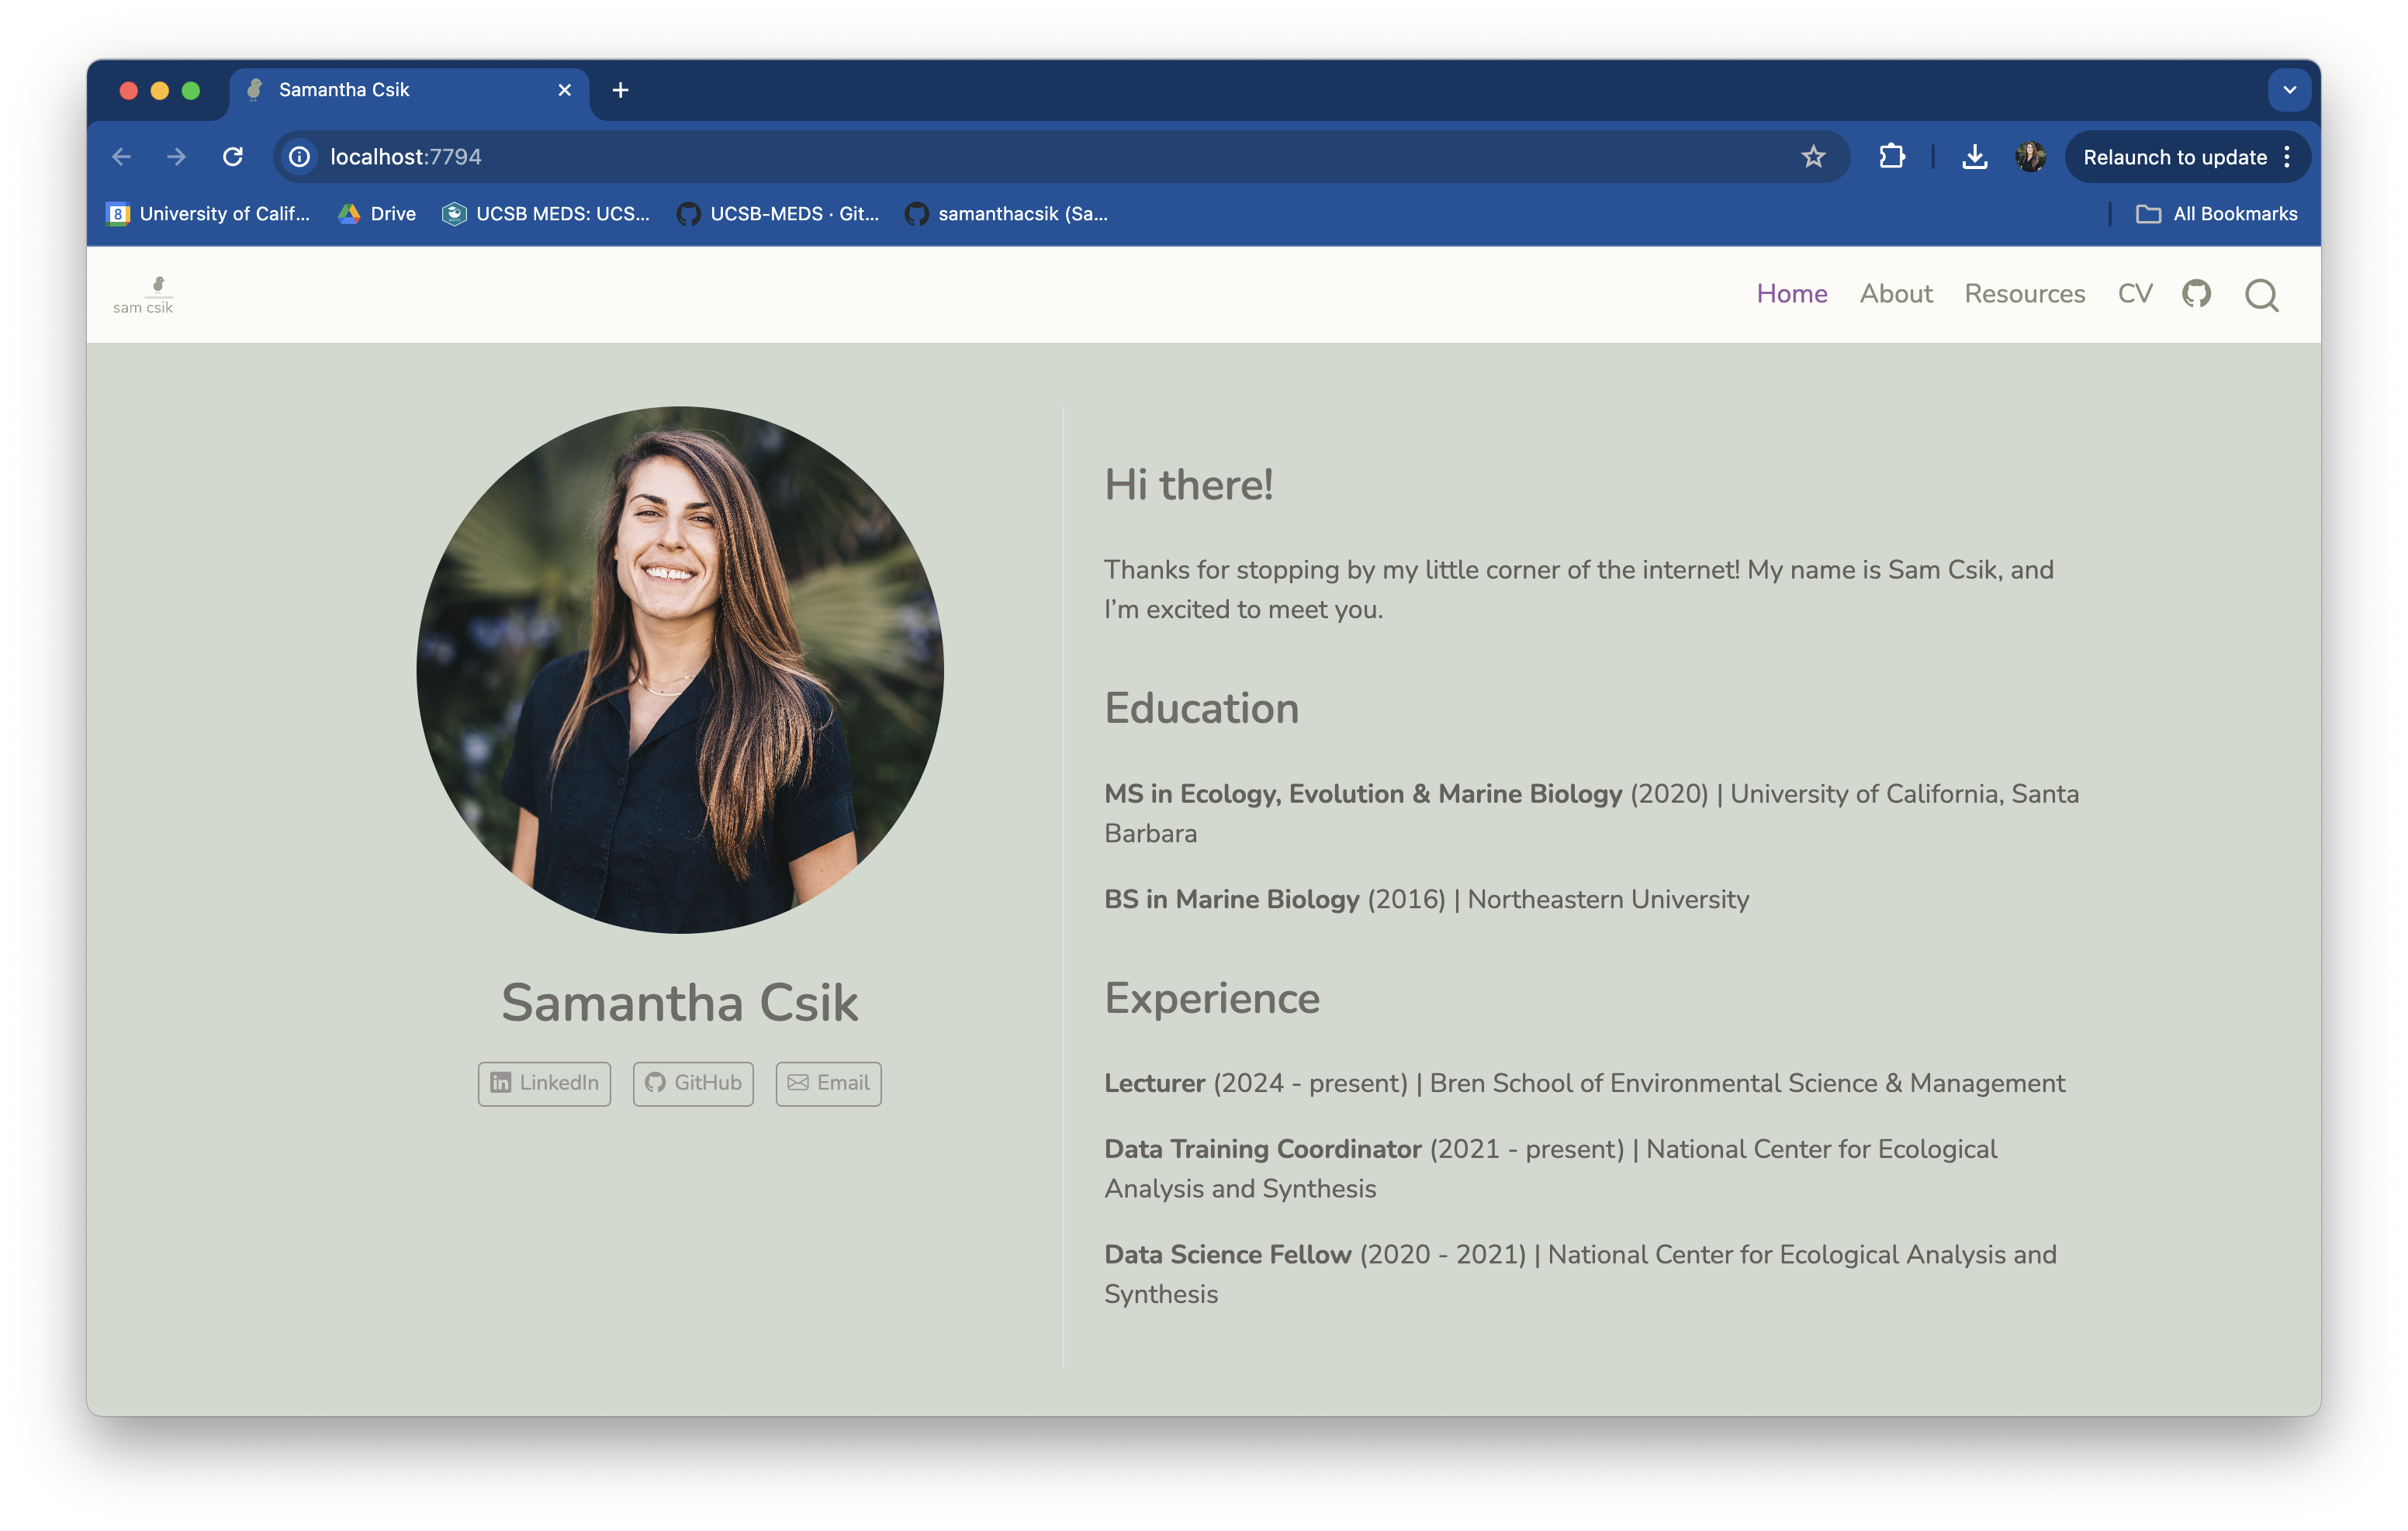 Samantha Csik
localhost:7794
Relaunch to update
8
University of Calif...
Drive
UCSB MEDS: UCS...
UCSB-MEDS · Git...
samanthacsik (Sa...
All Bookmarks
sam csik
Home
About
Resources
CV
Samantha Csik
in LinkedIn
GitHub
Email
Hi there!
Thanks for stopping by my little corner of the internet! My name is Sam Csik, and
I’m excited to meet you.
Education
MS in Ecology, Evolution & Marine Biology (2020) | University of California, Santa
Barbara
BS in Marine Biology (2016) | Northeastern University
Experience
Lecturer (2024 - present) | Bren School of Environmental Science & Management
Data Training Coordinator (2021 - present) | National Center for Ecological
Analysis and Synthesis
Data Science Fellow (2020 - 2021) | National Center for Ecological Analysis and
Synthesis